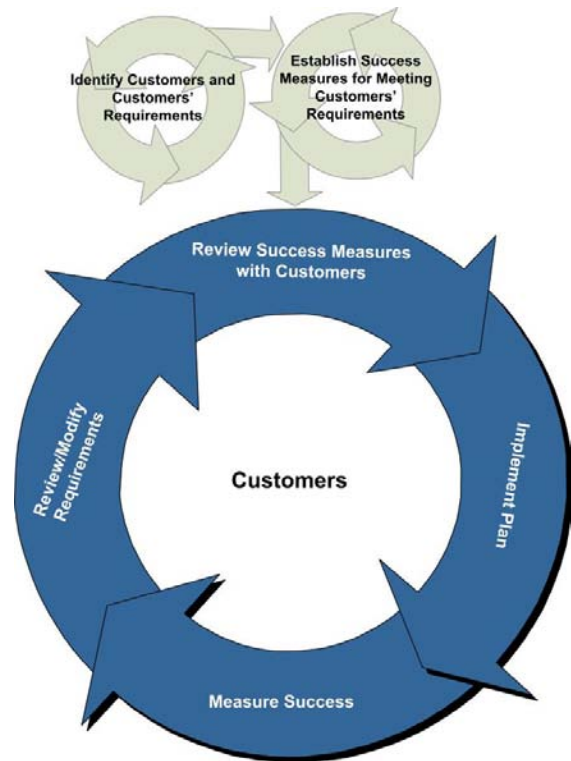 Identify Customers and
Customers'
Requirements
Establish Success
Measures for Meeting
Customers'
Requirements
Review Success Measures
with Customers
Implement Plan
Measure Success
Review/Modify
Requirements
Customers